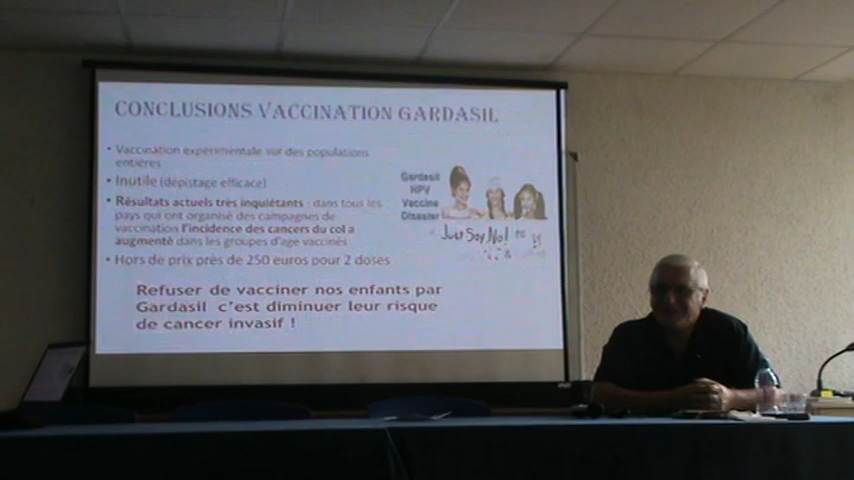 CONCLUSIONS VACCINATION GARDASIL
• Vaccination expérimentale sur des populations
entières
• Inutile (dépistage efficace)
• Résultats actuels très inquiétants : dans tous les
pays qui ont organisé des campagnes de
vaccination l'incidence des cancers du col a
augmenté dans les groupes d'age vaccinés
• Hors de prix près de 250 euros pour 2 doses
Gardasil
HPV
Vaccine
Disaster
Just Say No!
Refuser de vacciner nos enfants par
Gardasil c'est diminuer leur risque
de cancer invasif !